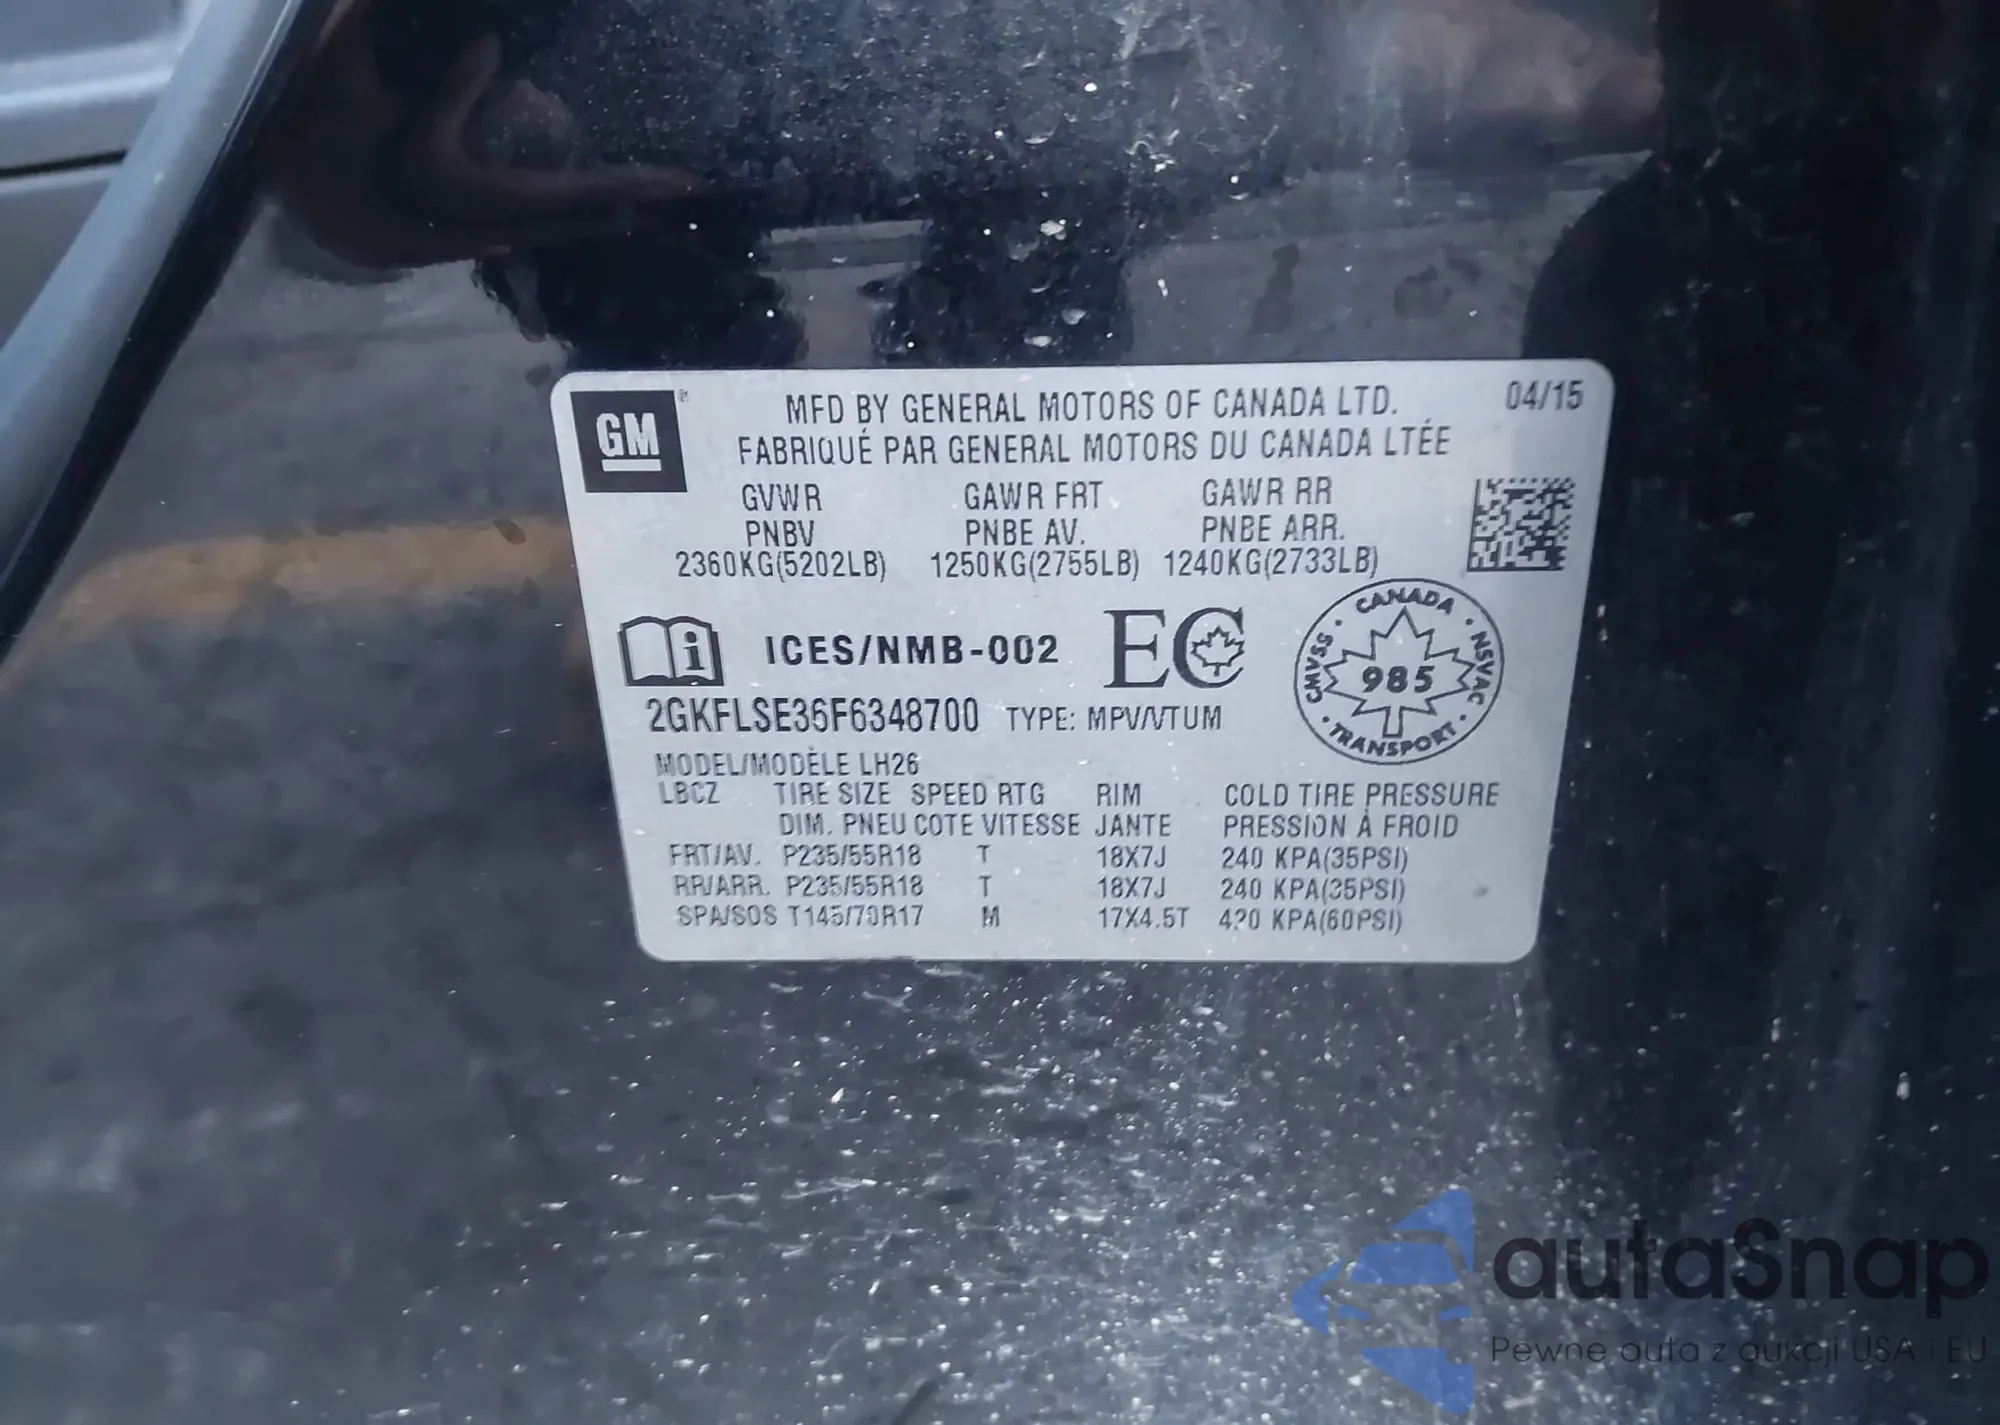 GM
MFD BY GENERAL MOTORS OF CANADA LTD. 04/15
FABRIQUÉ PAR GENERAL MOTORS DU CANADA LTÉE
GVWR GAWR FRT GAWR RR
PNBV PNBE AV. PNBE ARR.
2360KG(5202LB) 1250KG(2755LB) 1240KG(2733LB)
i ICES/NMB-002 EC
CANADA · NSVAC · TRANSPORT · CMVSS ·
985
2GKFLSE36F6348700 TYPE: MPV/VTUM
MODEL/MODÈLE LH26
LBCZ TIRE SIZE SPEED RTG RIM COLD TIRE PRESSURE
DIM. PNEU COTE VITESSE JANTE PRESSION À FROID
FRT/AV. P235/55R18 T 18X7J 240 KPA(35PSI)
RR/ARR. P235/55R18 T 18X7J 240 KPA(35PSI)
SPA/SOS T145/70R17 M 17X4.5T 420 KPA(60PSI)
autaSnap
Pewne auta z aukcji USA i EU